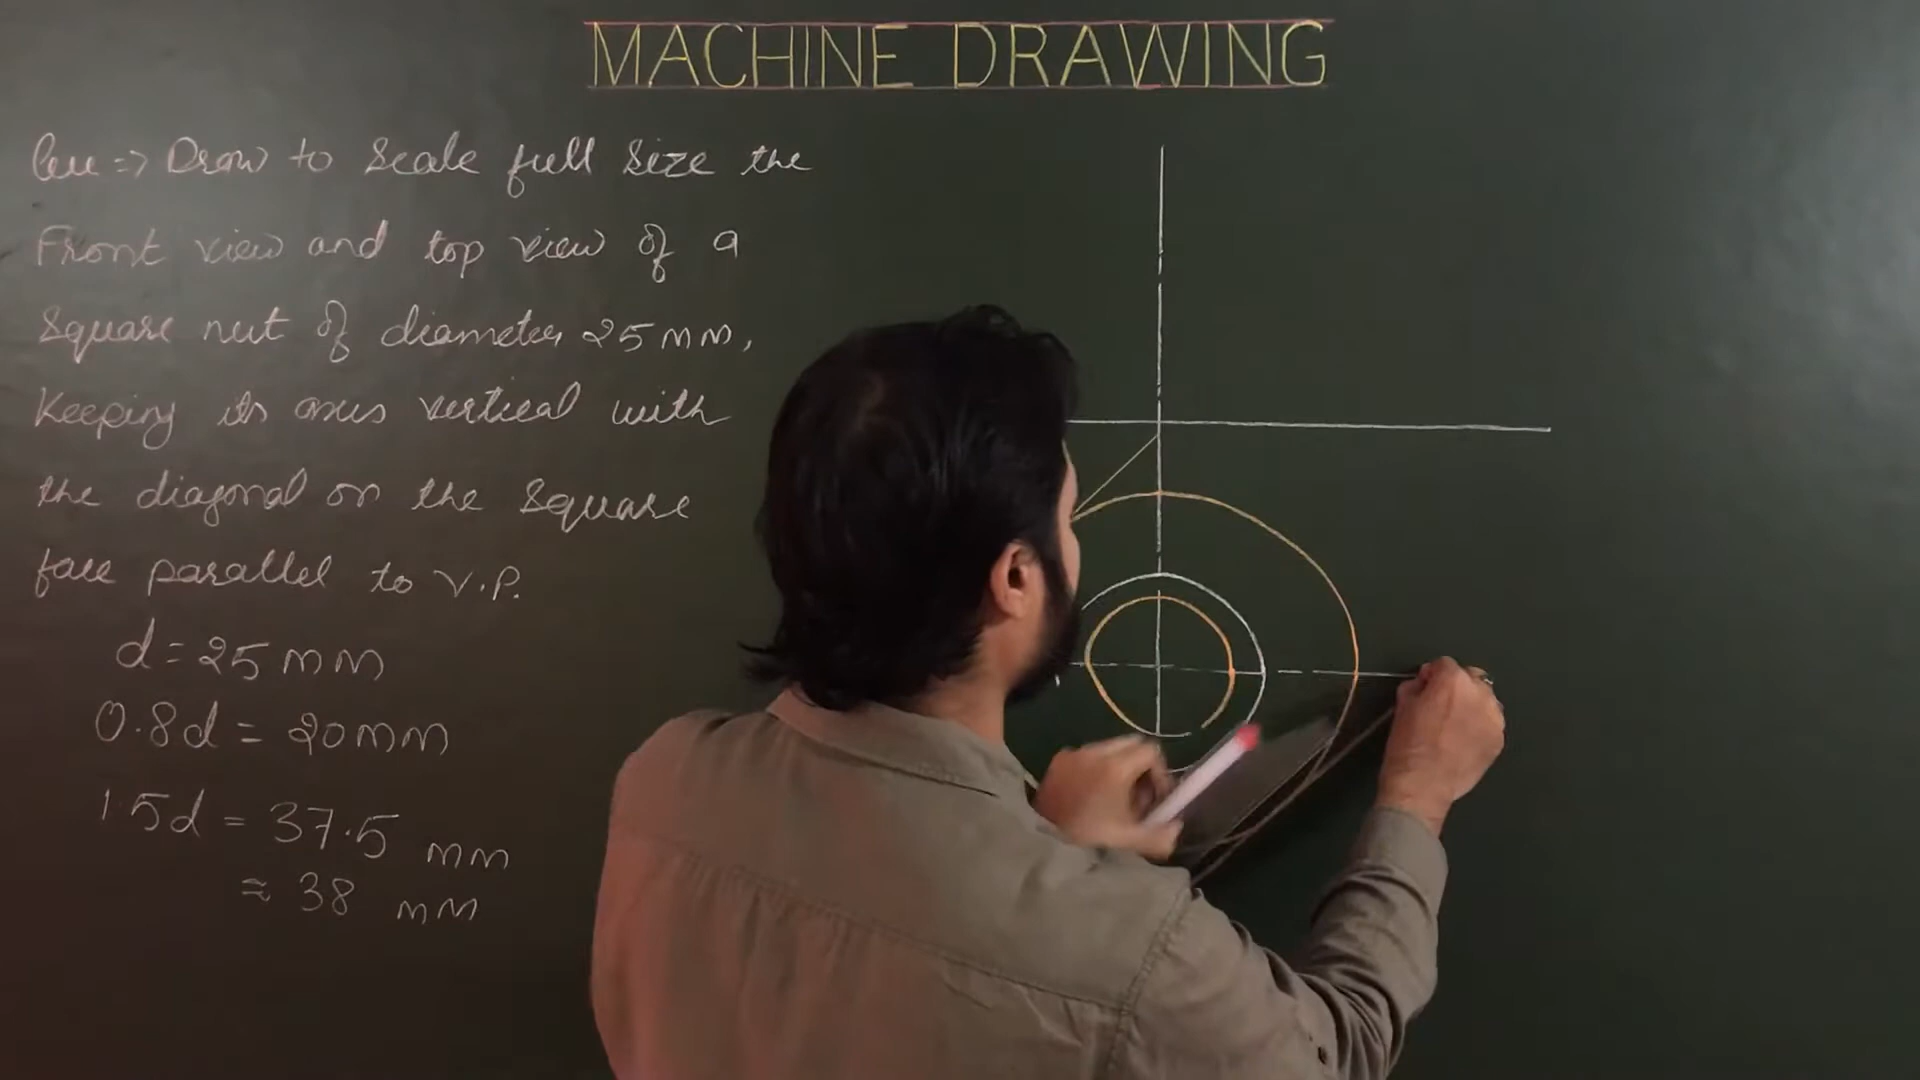 MACHINE DRAWING
Que => Draw to Scale full size the
Front view and top view of a
Square nut of diameter 25 mm,
Keeping its axis vertical with
the diagonal on the square
face parallel to V.P.
d = 25 mm
0.8d = 20 mm
1.5d = 37.5 mm
≈ 38 mm